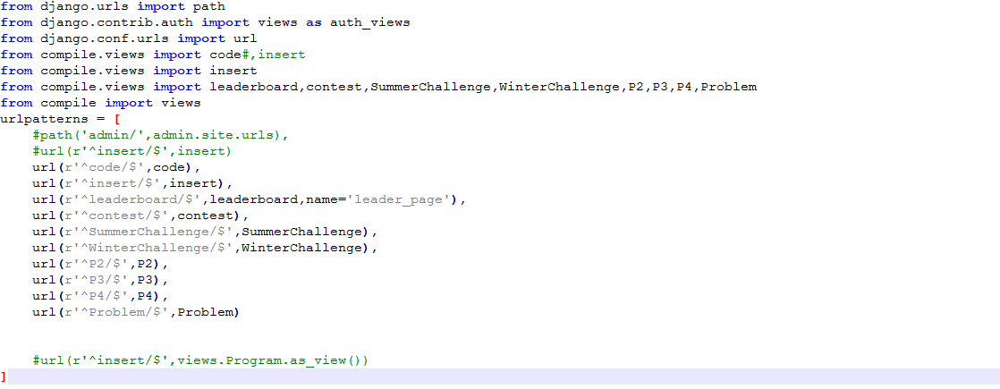 from django.urls import path
from django.contrib.auth import views as auth_views
from django.conf.urls import url
from compile.views import code#,insert
from compile.views import insert
from compile.views import leaderboard,contest,SummerChallenge,WinterChallenge,P2,P3,P4,Problem
from compile import views
urlpatterns = [
    #path('admin/',admin.site.urls),
    #url(r'^insert/$',insert)
    url(r'^code/$',code),
    url(r'^insert/$',insert),
    url(r'^leaderboard/$',leaderboard,name='leader_page'),
    url(r'^contest/$',contest),
    url(r'^SummerChallenge/$',SummerChallenge),
    url(r'^WinterChallenge/$',WinterChallenge),
    url(r'^P2/$',P2),
    url(r'^P3/$',P3),
    url(r'^P4/$',P4),
    url(r'^Problem/$',Problem)
    #url(r'^insert/$',views.Program.as_view())
]